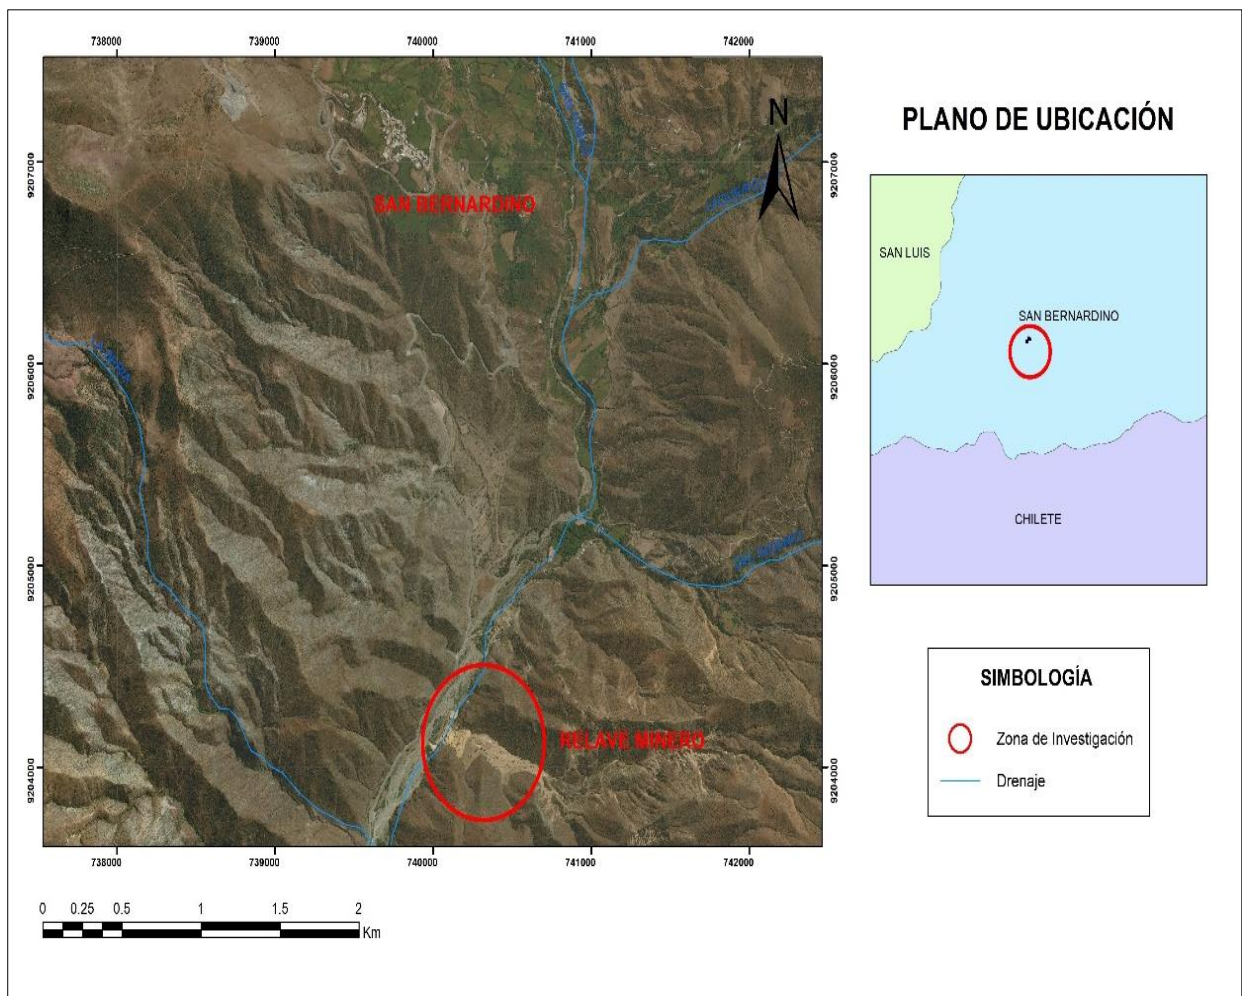 738000
739000
740000
741000
742000
N
PLANO DE UBICACIÓN
9207000
9207000
SAN BERNARDINO
SAN LUIS
SAN BERNARDINO
9206000
9206000
CHILETE
9205000
9205000
SIMBOLOGÍA
Zona de Investigación
Drenaje
RELAVE MINERO
9204000
9204000
738000
739000
740000
741000
742000
0 0.25 0.5 1 1.5 2
Km